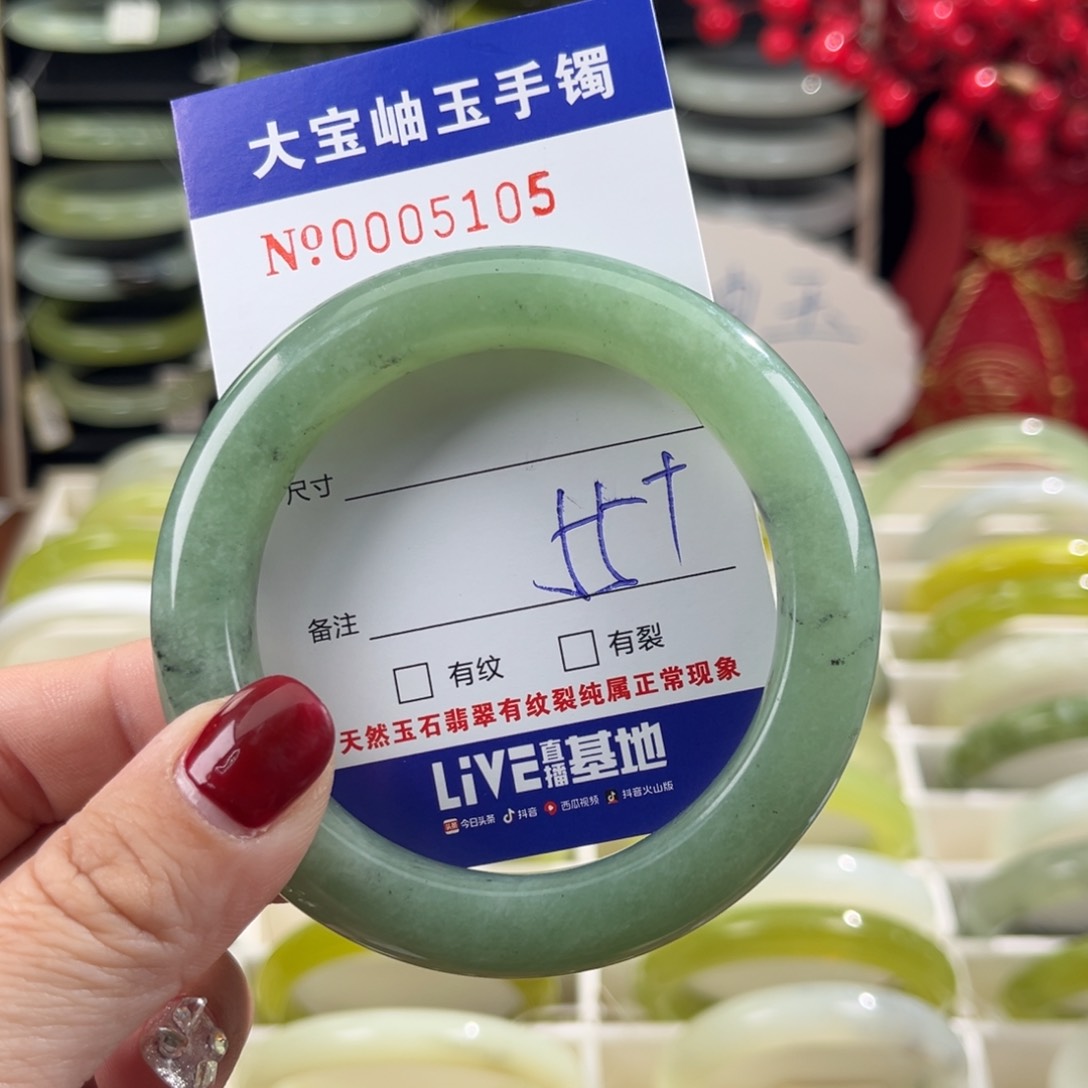 大宝岫玉手镯
Nº0005105
尺寸
备注
有纹 有裂
天然玉石翡翠有纹裂纯属正常现象
LiVE直播基地
头条 今日头条 抖音 西瓜视频 抖音火山版